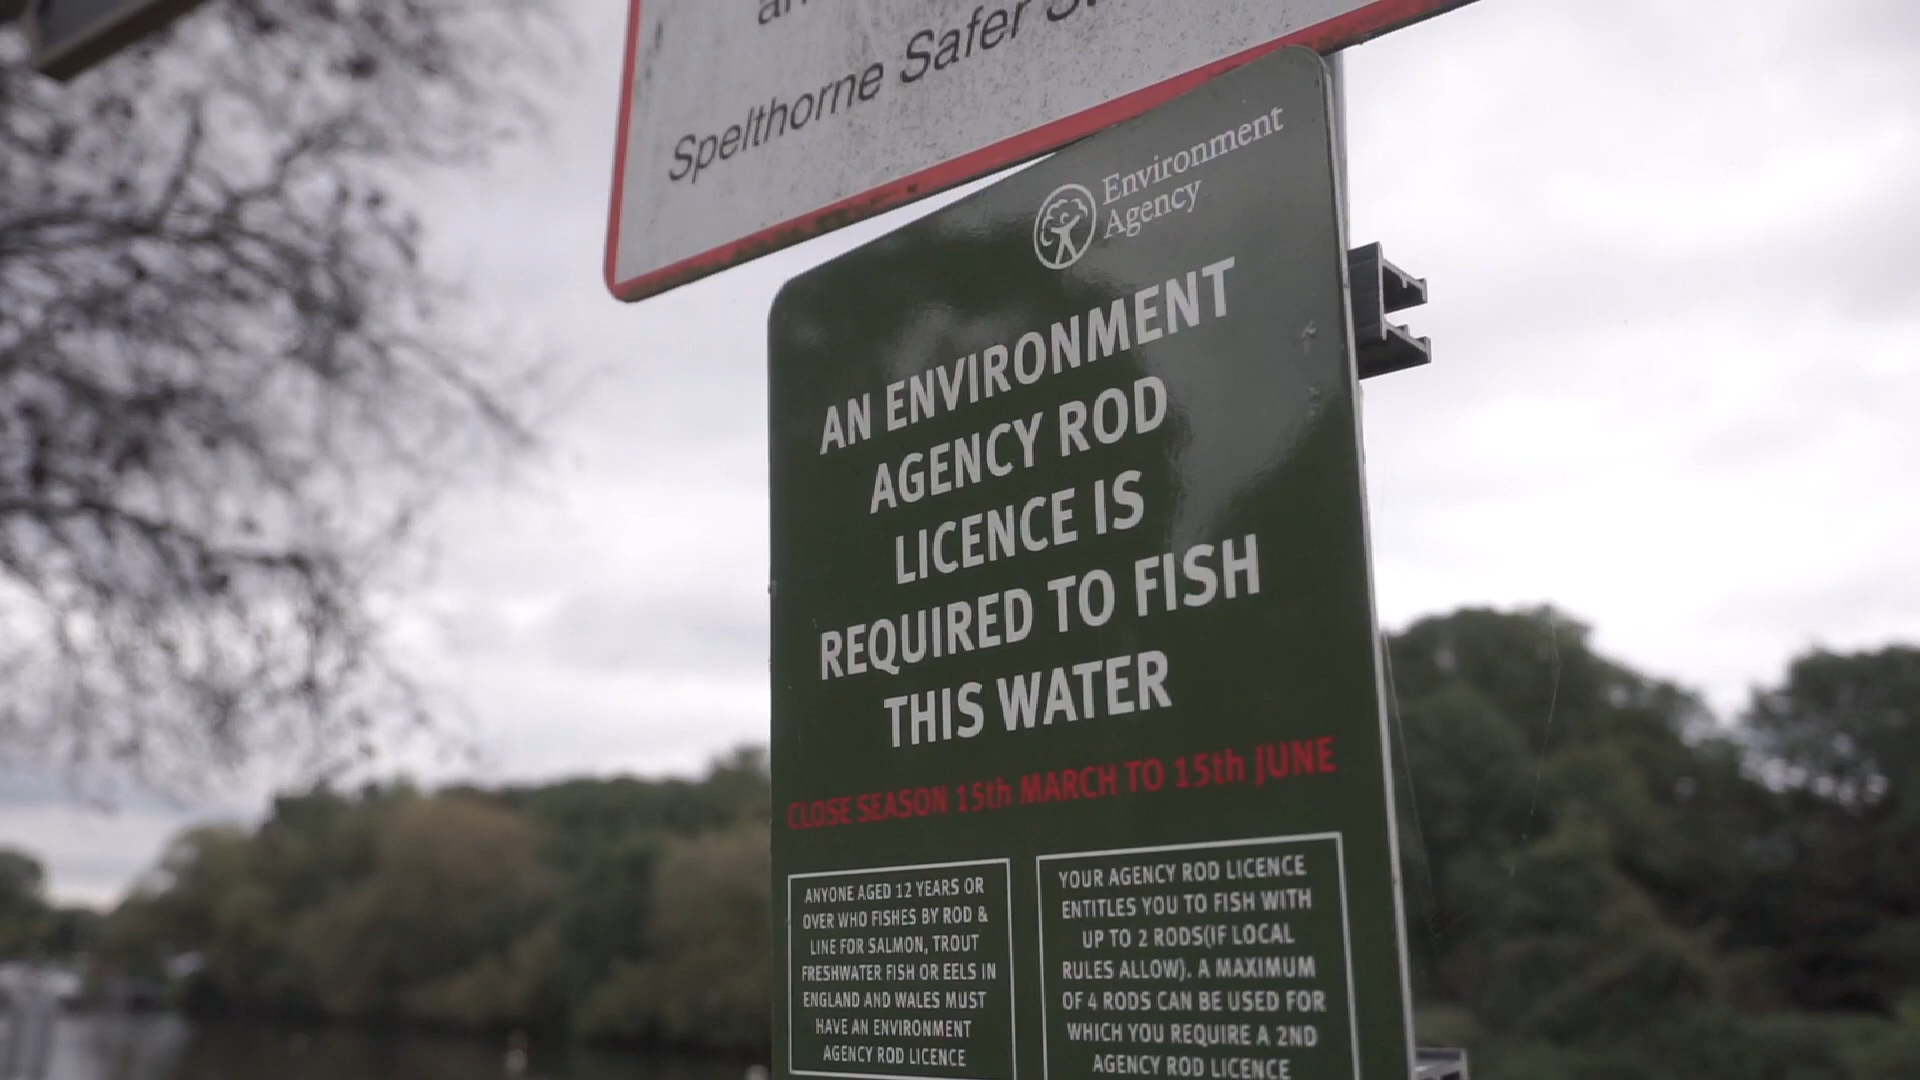 Spelthorne Safer
Environment
Agency
AN ENVIRONMENT
AGENCY ROD
LICENCE IS
REQUIRED TO FISH
THIS WATER
CLOSE SEASON 15th MARCH TO 15th JUNE
ANYONE AGED 12 YEARS OR
OVER WHO FISHES BY ROD &
LINE FOR SALMON, TROUT
FRESHWATER FISH OR EELS IN
ENGLAND AND WALES MUST
HAVE AN ENVIRONMENT
AGENCY ROD LICENCE
YOUR AGENCY ROD LICENCE
ENTITLES YOU TO FISH WITH
UP TO 2 RODS(IF LOCAL
RULES ALLOW). A MAXIMUM
OF 4 RODS CAN BE USED FOR
WHICH YOU REQUIRE A 2ND
AGENCY ROD LICENCE